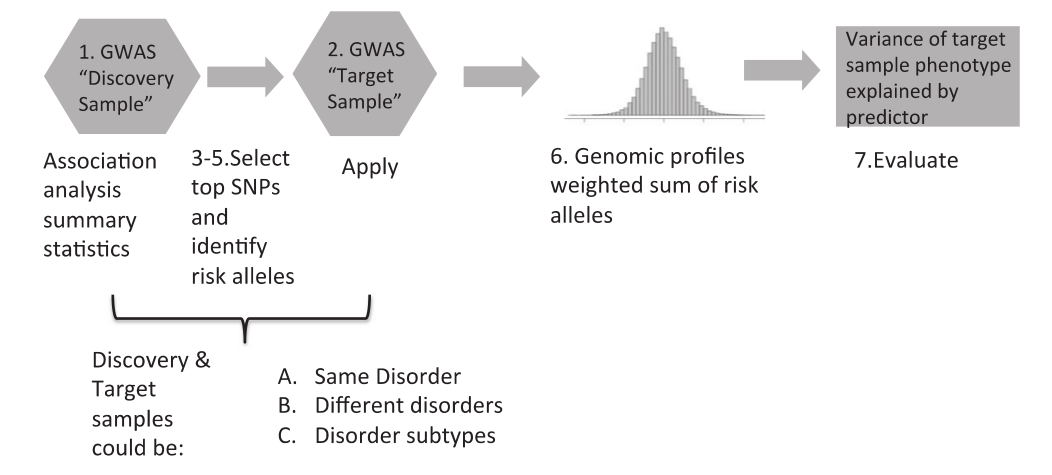 1. GWAS
“Discovery
Sample”
2. GWAS
“Target
Sample”
Variance of target
sample phenotype
explained by
predictor
Association
analysis
summary
statistics
3-5.Select
top SNPs
and
identify
risk alleles
Apply
6. Genomic profiles
weighted sum of risk
alleles
7.Evaluate
Discovery &
Target
samples
could be:
A. Same Disorder
B. Different disorders
C. Disorder subtypes